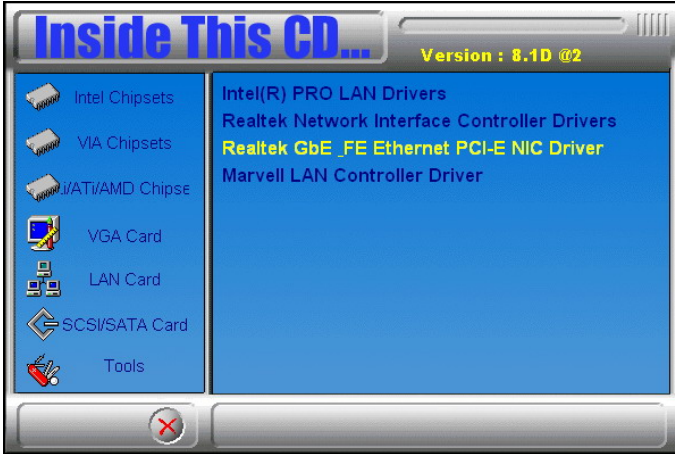 Inside This CD...
Version : 8.1D @2
Intel Chipsets
VIA Chipsets
.i/ATi/AMD Chipse
VGA Card
LAN Card
SCSI/SATA Card
Tools
Intel(R) PRO LAN Drivers
Realtek Network Interface Controller Drivers
Realtek GbE _FE Ethernet PCI-E NIC Driver
Marvell LAN Controller Driver